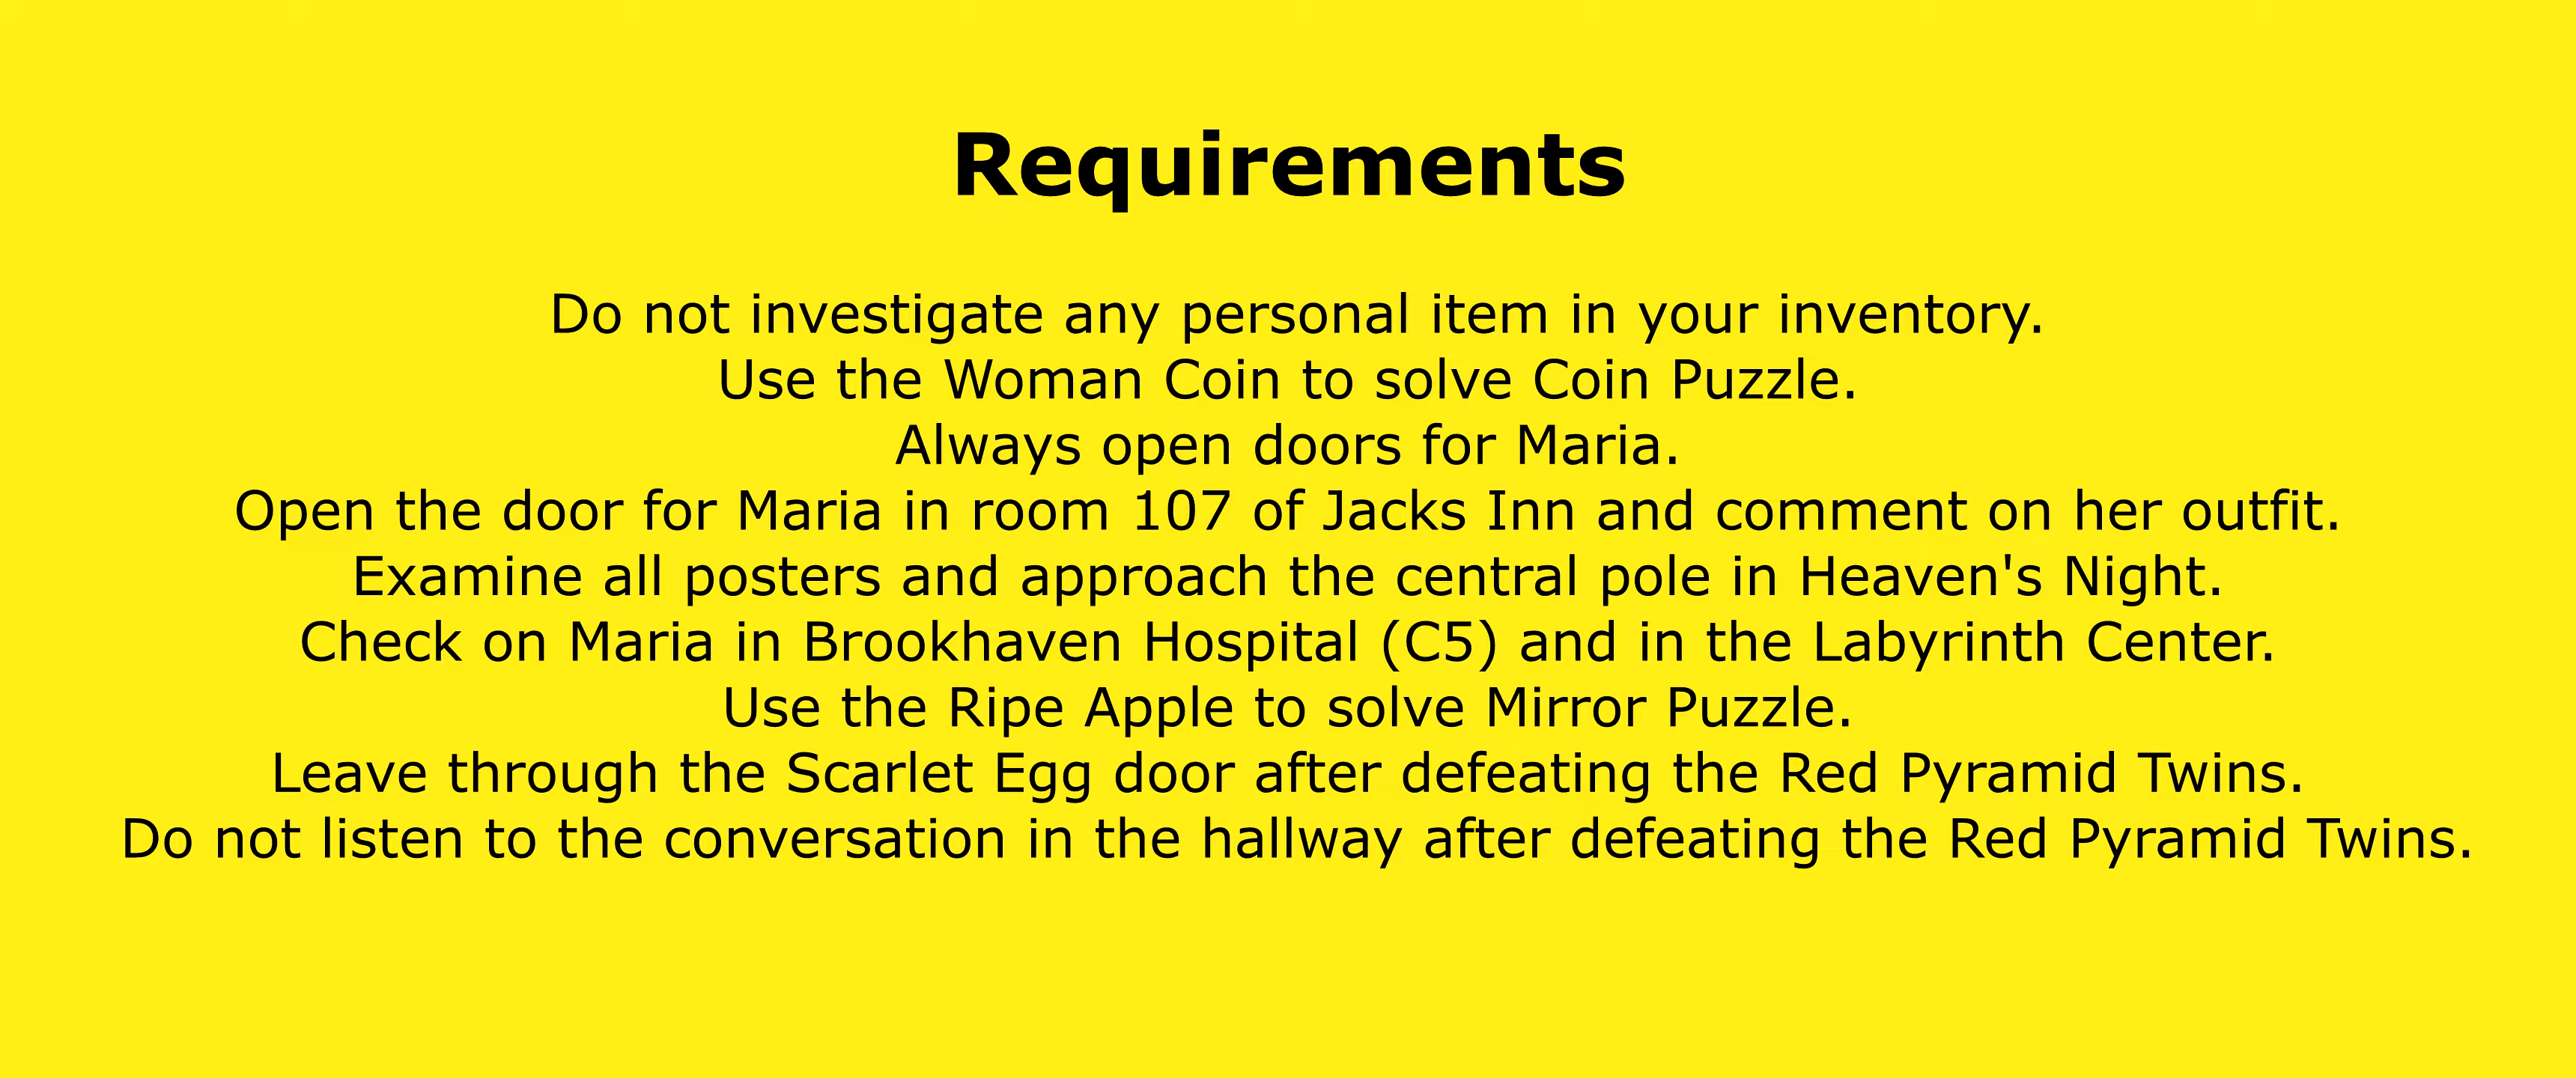 Requirements
Do not investigate any personal item in your inventory.
Use the Woman Coin to solve Coin Puzzle.
Always open doors for Maria.
Open the door for Maria in room 107 of Jacks Inn and comment on her outfit.
Examine all posters and approach the central pole in Heaven's Night.
Check on Maria in Brookhaven Hospital (C5) and in the Labyrinth Center.
Use the Ripe Apple to solve Mirror Puzzle.
Leave through the Scarlet Egg door after defeating the Red Pyramid Twins.
Do not listen to the conversation in the hallway after defeating the Red Pyramid Twins.